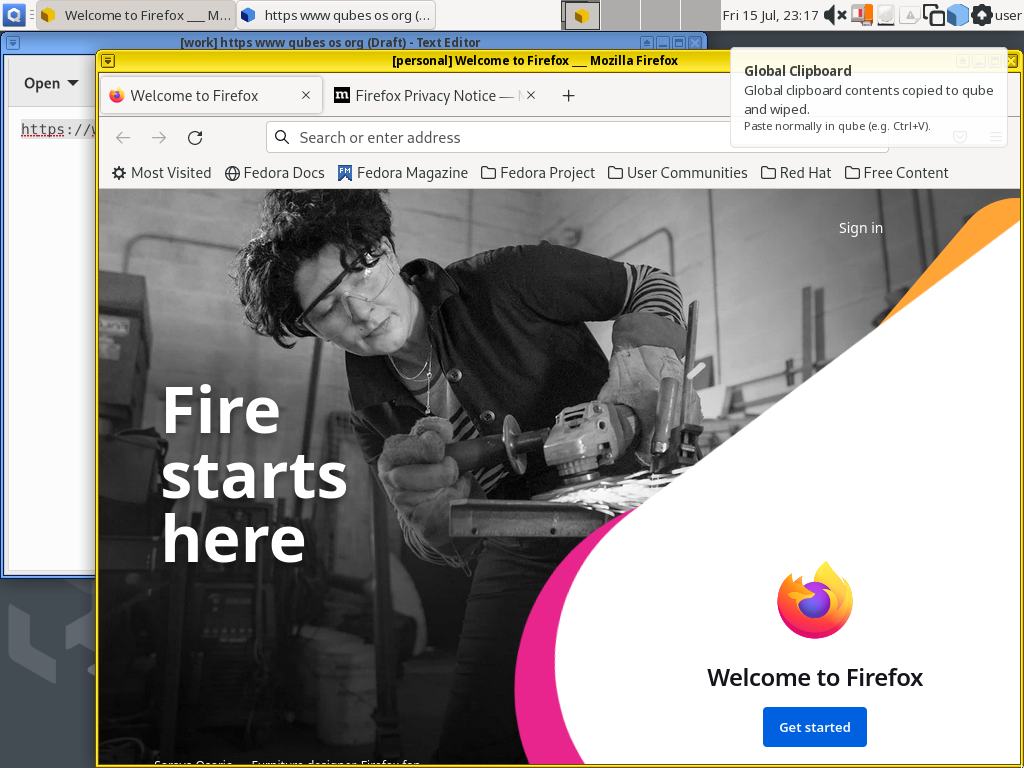 Welcome to Firefox ___ M...
https www qubes os org (...
Fri 15 Jul, 23:17
user
[work] https www qubes os org (Draft) - Text Editor
[personal] Welcome to Firefox ___ Mozilla Firefox
Open
https://
Global Clipboard
Global clipboard contents copied to qube
and wiped.
Paste normally in qube (e.g. Ctrl+V).
Welcome to Firefox
m
Firefox Privacy Notice —
Search or enter address
Most Visited
Fedora Docs
FM
Fedora Magazine
Fedora Project
User Communities
Red Hat
Free Content
Sign in
Fire
starts
here
Welcome to Firefox
Get started